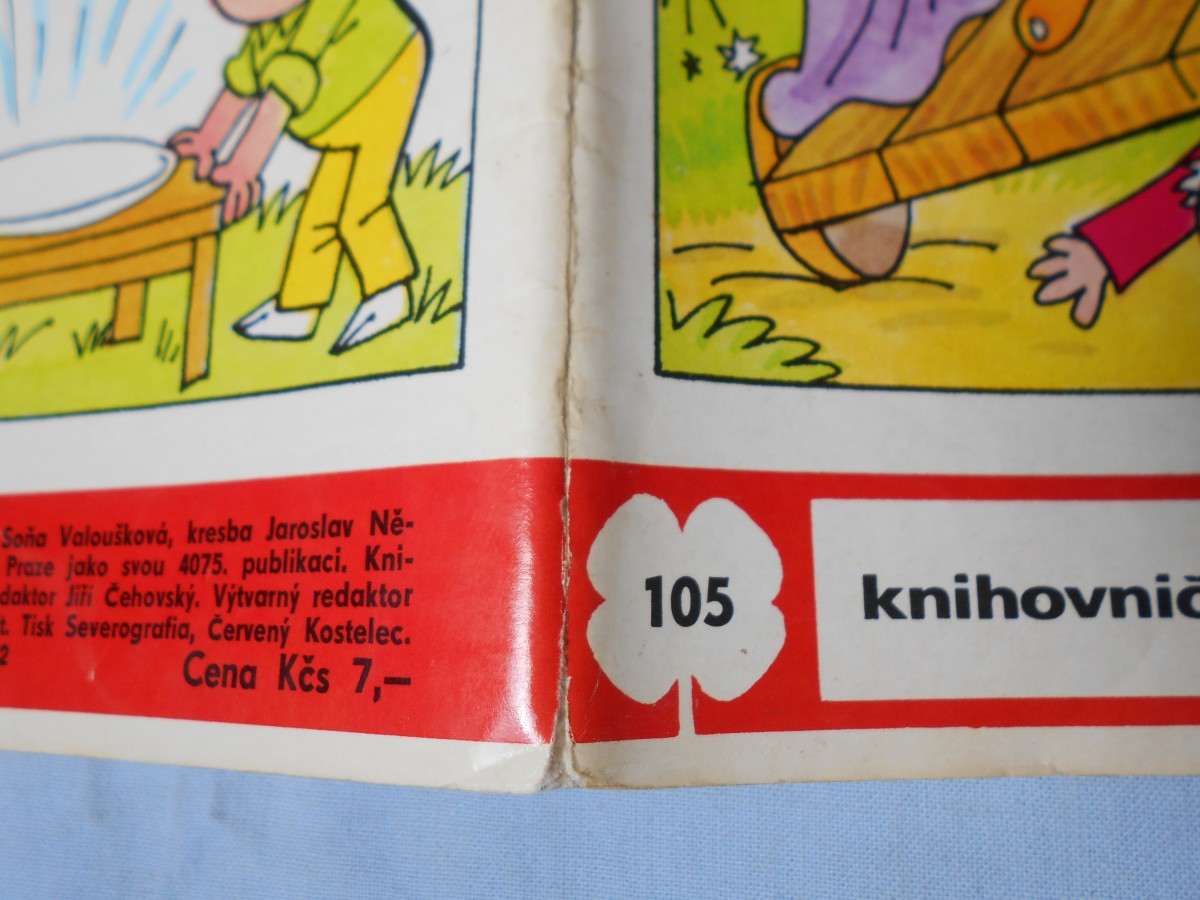 Soňa Valoušková, kresba Jaroslav Ně-
Praze jako svou 4075. publikaci. Kni-
daktor Jiří Čehovský. Výtvarný redaktor
t. Tisk Severografia, Červený Kostelec.
2
Cena Kčs 7,—
105
knihovnič